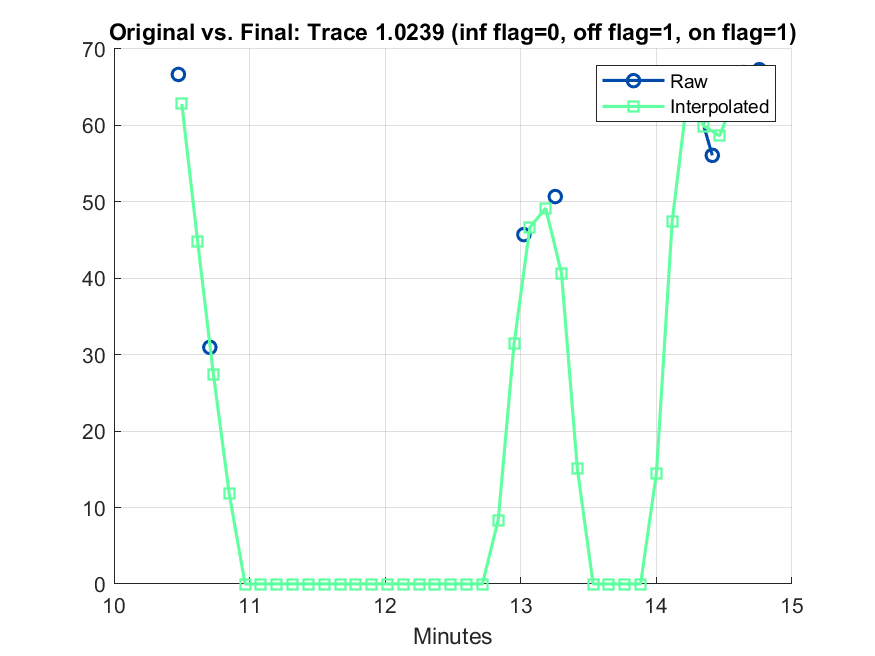 Original vs. Final: Trace 1.0239 (inf flag=0, off flag=1, on flag=1)
70
60
50
40
30
20
10
0
Raw
Interpolated
10 11 12 13 14 15
Minutes